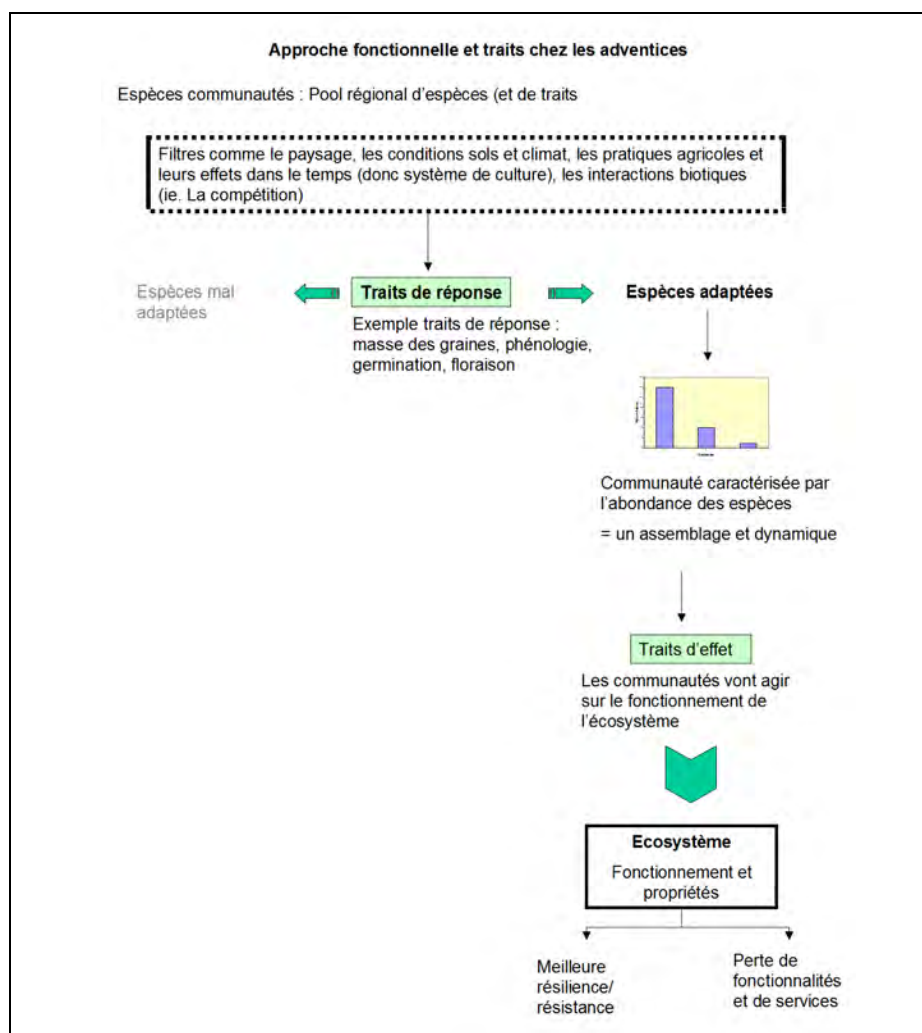 Approche fonctionnelle et traits chez les adventices
Espèces communautés : Pool régional d'espèces (et de traits
Filtres comme le paysage, les conditions sols et climat, les pratiques agricoles et
leurs effets dans le temps (donc système de culture), les interactions biotiques
(ie. La compétition)
Espèces mal
adaptées
Traits de réponse
Espèces adaptées
Exemple traits de réponse :
masse des graines, phénologie,
germination, floraison
Communauté caractérisée par
l'abondance des espèces
= un assemblage et dynamique
Traits d'effet
Les communautés vont agir
sur le fonctionnement de
l'écosystème
Ecosystème
Fonctionnement et
propriétés
Meilleure
résilience/
résistance
Perte de
fonctionnalités
et de services